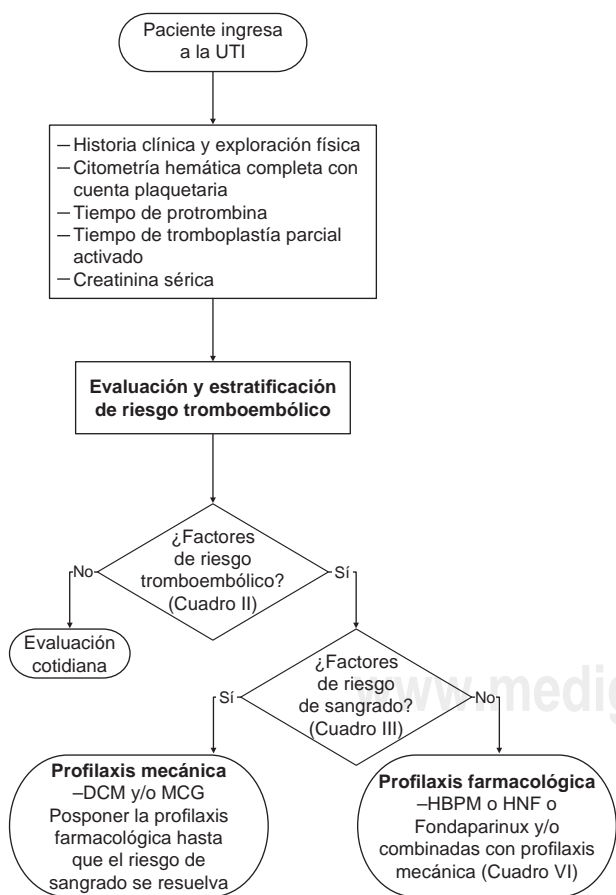 Paciente ingresa
a la UTI
— Historia clínica y exploración física
— Citometría hemática completa con
cuenta plaquetaria
— Tiempo de protrombina
— Tiempo de tromboplastía parcial
activado
— Creatinina sérica
Evaluación y estratificación
de riesgo tromboembólico
¿Factores
de riesgo
tromboembólico?
(Cuadro II)
No
Sí
Evaluación
cotidiana
¿Factores
de riesgo
de sangrado?
(Cuadro III)
Sí
No
www.medig
Profilaxis mecánica
–DCM y/o MCG
Posponer la profilaxis
farmacológica hasta
que el riesgo de
sangrado se resuelva
Profilaxis farmacológica
–HBPM o HNF o
Fondaparinux y/o
combinadas con profilaxis
mecánica (Cuadro VI)